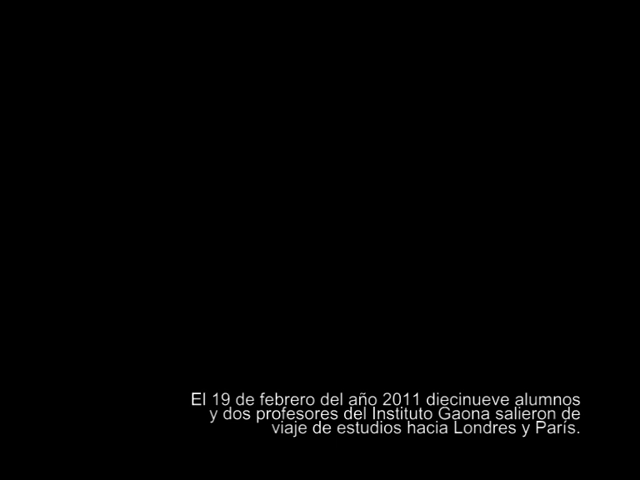 El 19 de febrero del año 2011 diecinueve alumnos
y dos profesores del Instituto Gaona salieron de
viaje de estudios hacia Londres y París.